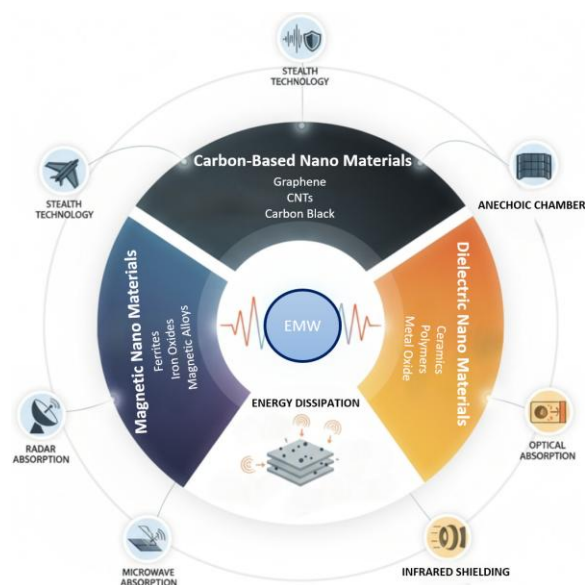 STEALTH
TECHNOLOGY
STEALTH
TECHNOLOGY
ANECHOIC CHAMBER
Carbon-Based Nano Materials
Graphene
CNTs
Carbon Black
Magnetic Nano Materials
Ferrites
Iron Oxides
Magnetic Alloys
EMW
Dielectric Nano Materials
Ceramics
Polymers
Metal Oxide
ENERGY DISSIPATION
RADAR
ABSORPTION
OPTICAL
ABSORPTION
MICROWAVE
ABSORPTION
INFRARED SHIELDING